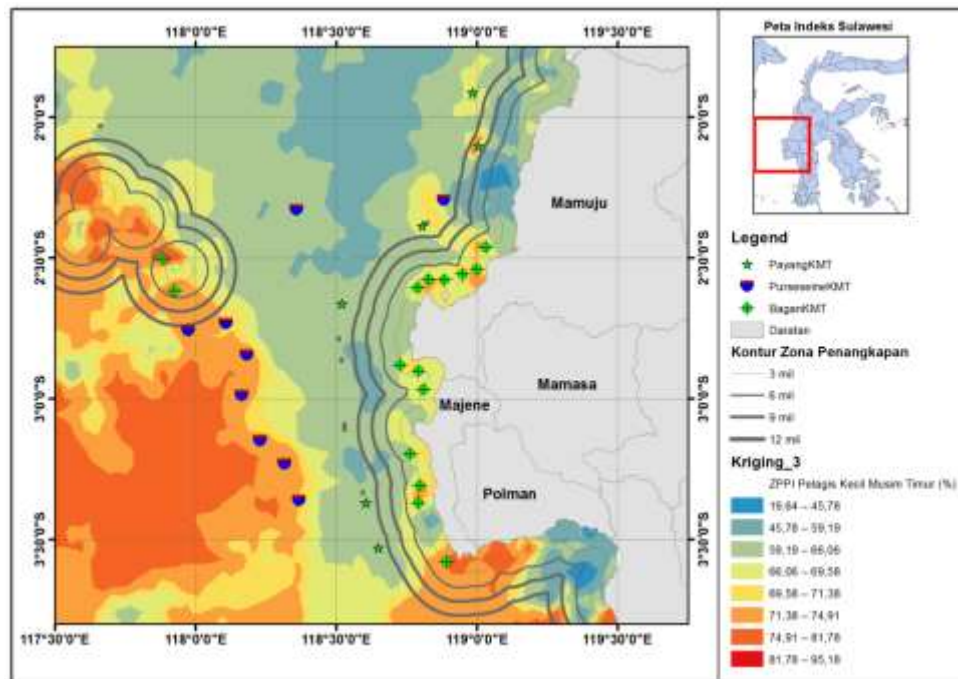 118°0'0"E 118°30'0"E 119°0'0"E 119°30'0"E
2°0'0"S 2°0'0"S
2°30'0"S 2°30'0"S
3°0'0"S 3°0'0"S
3°30'0"S 3°30'0"S
117°30'0"E 118°0'0"E 118°30'0"E 119°0'0"E 119°30'0"E
Mamuju
Mamasa
Majene
Polman
Peta Indeks Sulawesi
Legend
PayangKMT
PurseseineKMT
BaganKMT
Daratan
Kontur Zona Penangkapan
3 mil
6 mil
9 mil
12 mil
Kriging_3
ZPPI Pelagis Kecil Musim Timur (%)
19,64 – 45,78
45,78 – 59,19
59,19 – 66,06
66,06 – 69,58
69,58 – 71,38
71,38 – 74,91
74,91 – 81,78
81,78 – 95,18